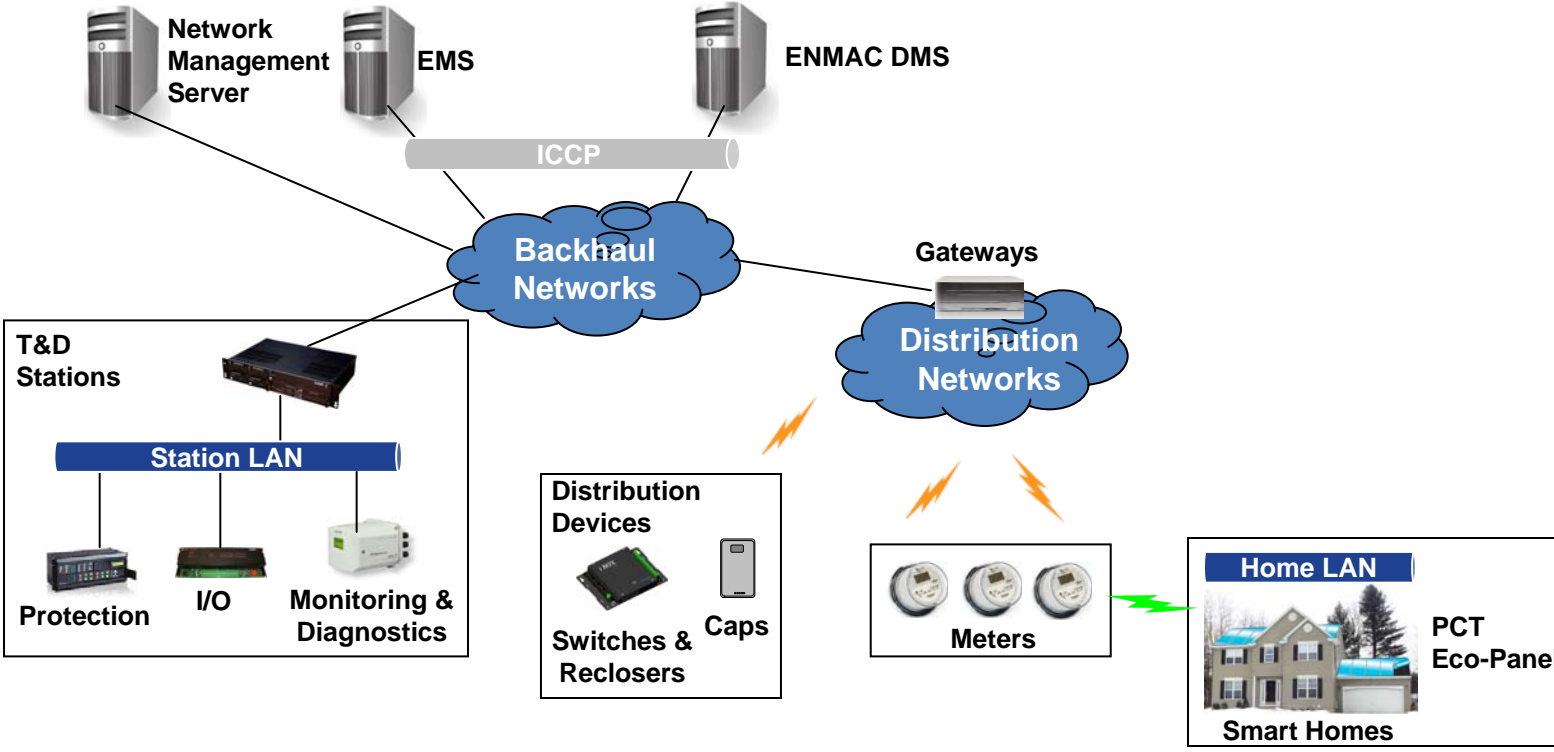 Network
Management
Server
EMS
ENMAC DMS
ICCP
Backhaul
Networks
Gateways
Distribution
Networks
T&D
Stations
Station LAN
Protection
I/O
Monitoring &
Diagnostics
Distribution
Devices
Switches &
Reclosers
Caps
Meters
Home LAN
PCT
Eco-Panel
Smart Homes